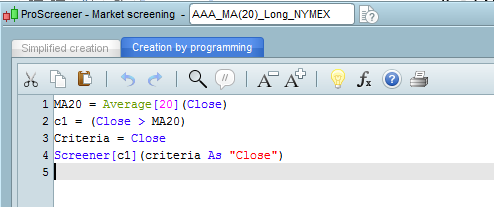 ProScreener - Market screening - AAA_MA(20)_Long_NYMEX
Simplified creation Creation by programming
1 MA20 = Average[20](Close)
2 c1 = (Close > MA20)
3 Criteria = Close
4 Screener[c1](criteria As "Close")
5